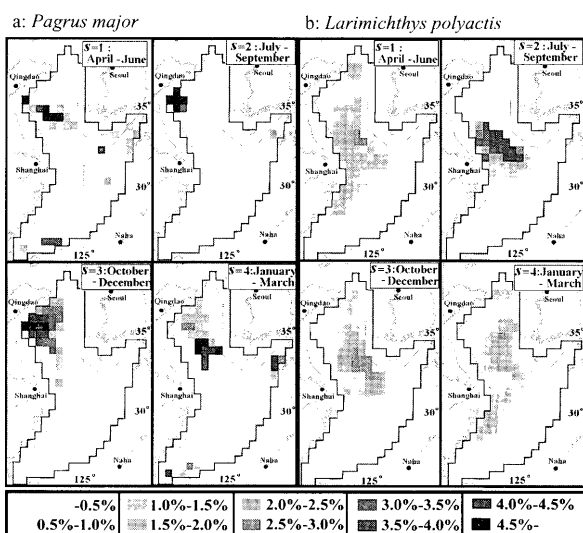 a: Pagrus major
b: Larimichthys polyactis
S=1 :
April-June
Qingdao
Seoul
35°
Shanghai
30°
Naha
125°
S=2 : July -
September
Qingdao
Seoul
35°
Shanghai
30°
Naha
125°
S=1 :
April -June
Qingdao
Seoul
35°
Shanghai
30°
Naha
125°
S=2 : July -
September
Qingdao
Seoul
35°
Shanghai
30°
Naha
125°
S=3:October
- December
Qingdao
Seoul
35°
Shanghai
30°
Naha
125°
S=4:January
- March
Qingdao
Seoul
35°
Shanghai
30°
Naha
125°
S=3:October
- December
Qingdao
Seoul
35°
Shanghai
30°
Naha
125°
S=4:January
- March
Qingdao
Seoul
35°
Shanghai
30°
Naha
125°
-0.5% 1.0%-1.5% 2.0%-2.5% 3.0%-3.5% 4.0%-4.5%
0.5%-1.0% 1.5%-2.0% 2.5%-3.0% 3.5%-4.0% 4.5%-